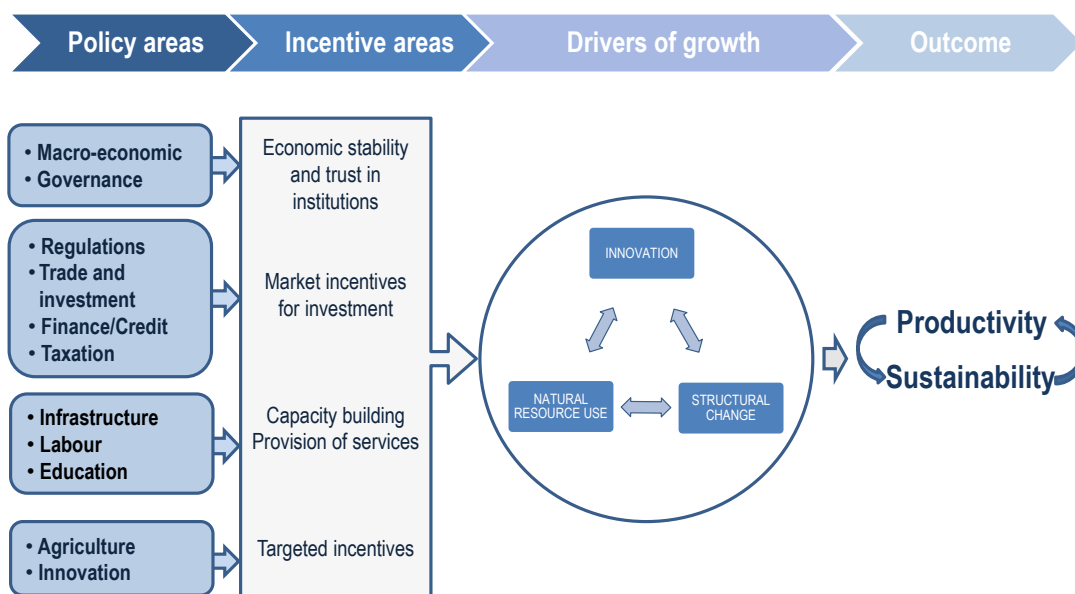 Policy areas
Incentive areas
Drivers of growth
Outcome
• Macro-economic
• Governance
• Regulations
• Trade and
investment
• Finance/Credit
• Taxation
• Infrastructure
• Labour
• Education
• Agriculture
• Innovation
Economic stability
and trust in
institutions
Market incentives
for investment
Capacity building
Provision of services
Targeted incentives
INNOVATION
NATURAL
RESOURCE USE
STRUCTURAL
CHANGE
Productivity
Sustainability